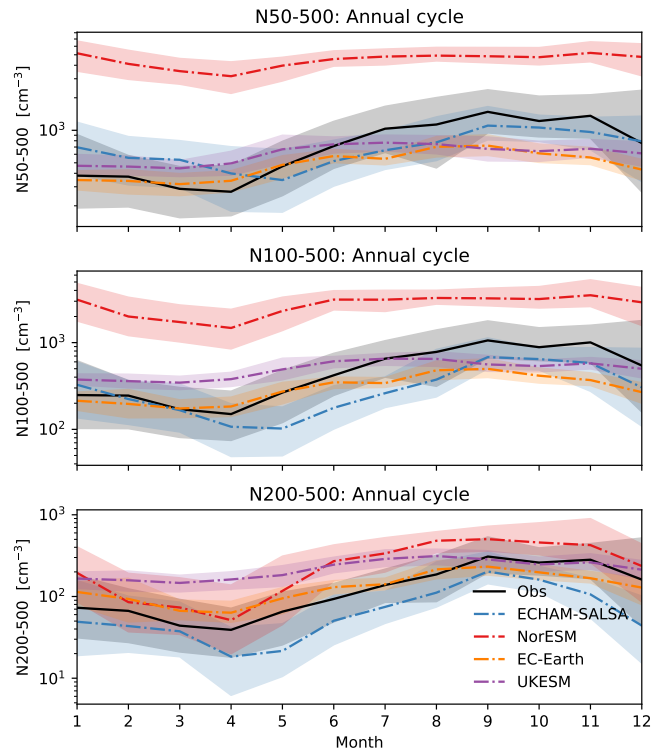 N50-500: Annual cycle
N50-500 [cm⁻³]
10³
N100-500: Annual cycle
N100-500 [cm⁻³]
10³
10²
N200-500: Annual cycle
N200-500 [cm⁻³]
10³
10²
10¹
Obs
ECHAM-SALSA
NorESM
EC-Earth
UKESM
1 2 3 4 5 6 7 8 9 10 11 12
Month